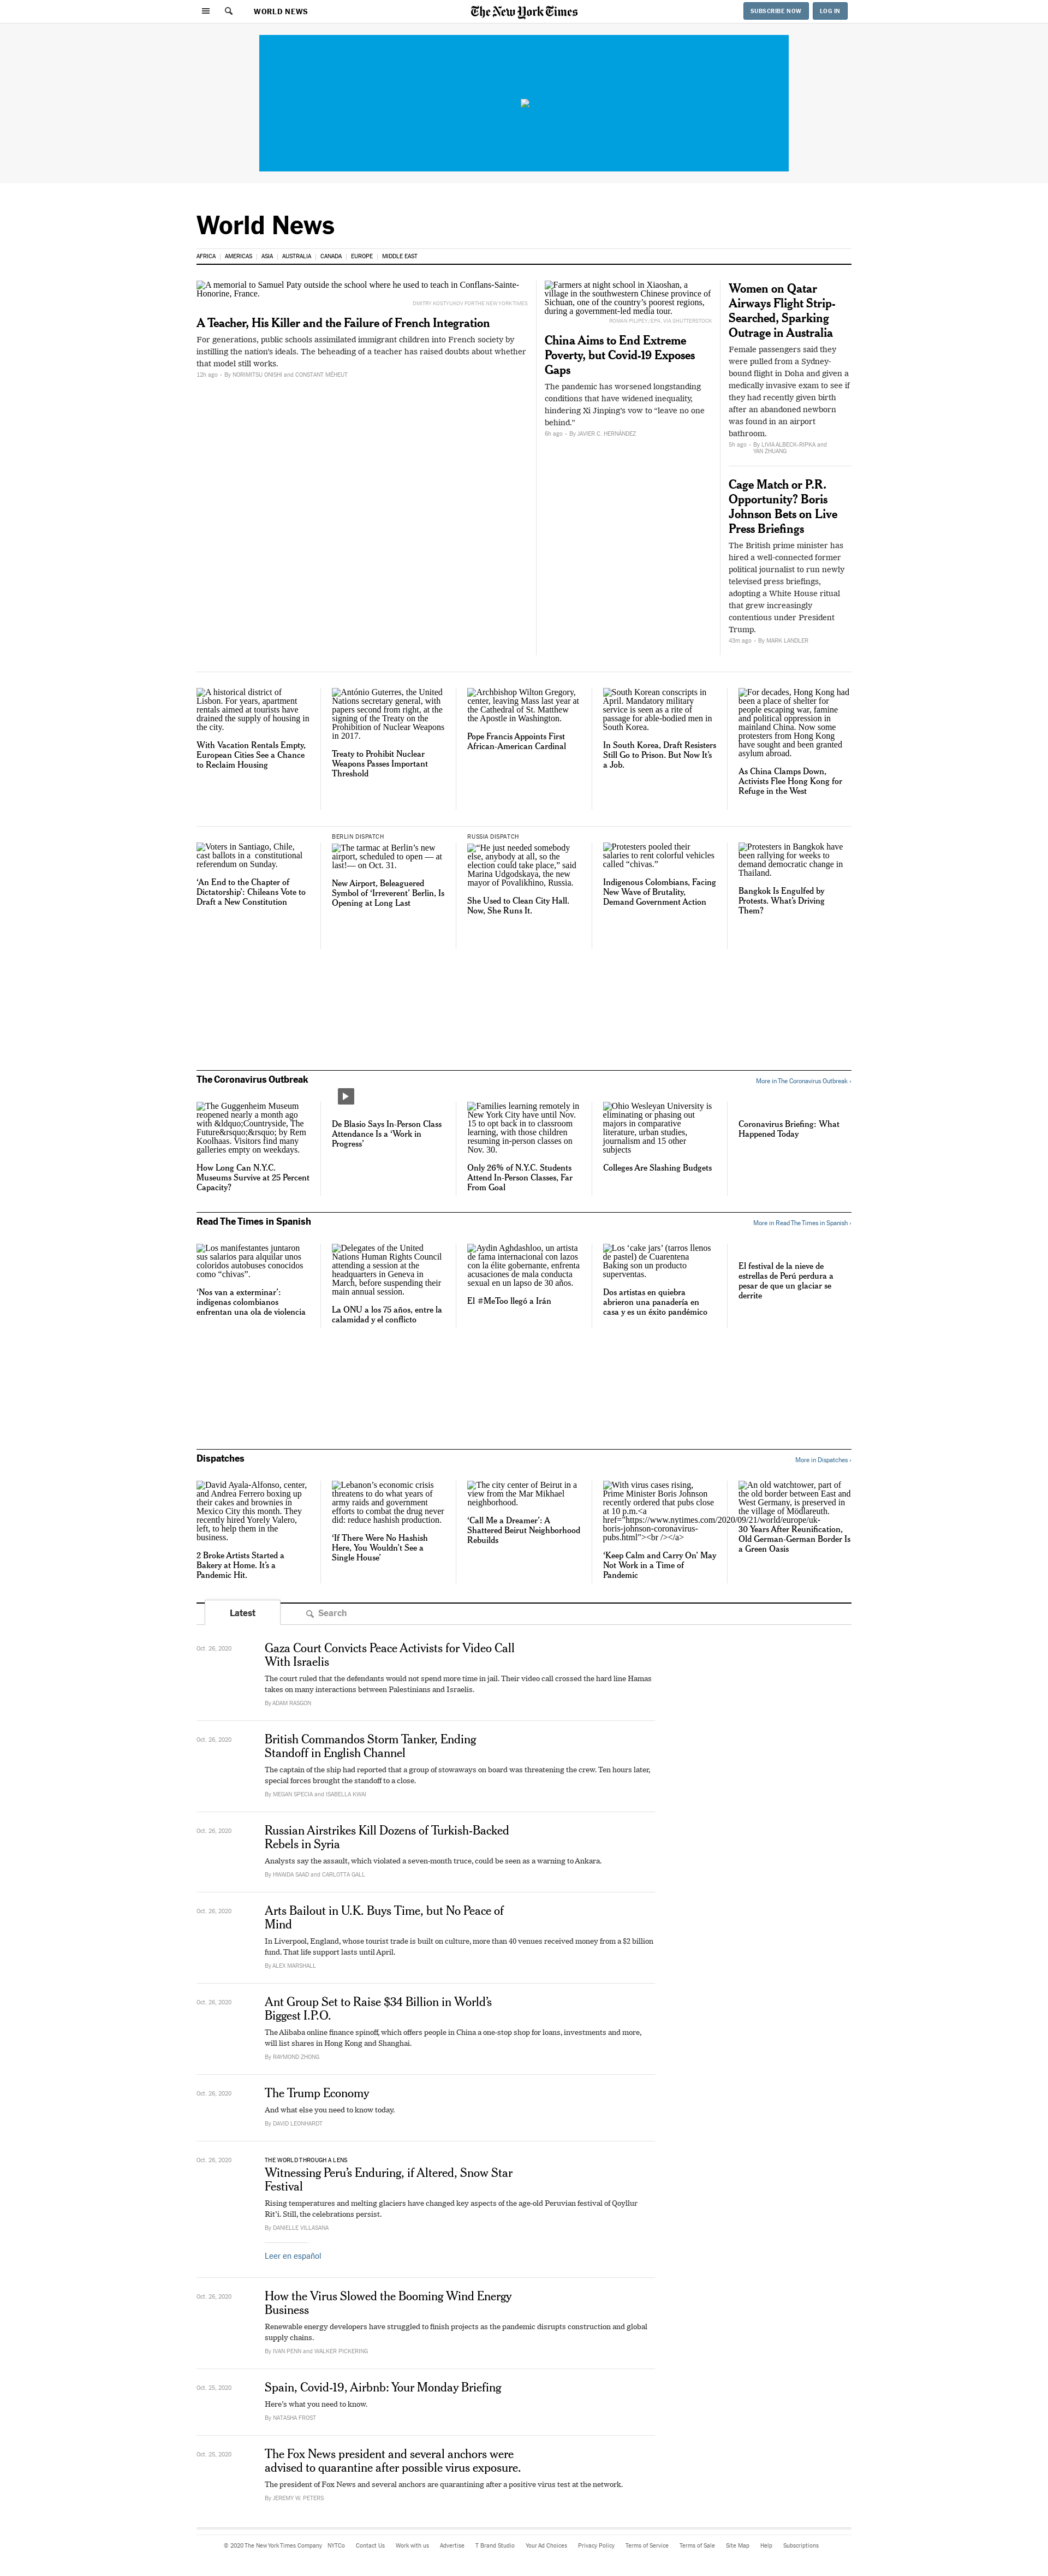 WORLD NEWS
The New York Times
SUBSCRIBE NOW
LOG IN
World News
AFRICA
AMERICAS
ASIA
AUSTRALIA
CANADA
EUROPE
MIDDLE EAST
A memorial to Samuel Paty outside the school where he used to teach in Conflans-Sainte-
Honorine, France.
DMITRY KOSTYUKOV FOR THE NEW YORK TIMES
A Teacher, His Killer and the Failure of French Integration
For generations, public schools assimilated immigrant children into French society by
instilling the nation's ideals. The beheading of a teacher has raised doubts about whether
that model still works.
12h ago - By NORIMITSU ONISHI and CONSTANT MÉHEUT
Farmers at night school in Xiaoshan, a
village in the southwestern Chinese province of
Sichuan, one of the country's poorest regions,
during a government-led media tour.
ROMAN PILIPEY/EPA, VIA SHUTTERSTOCK
China Aims to End Extreme
Poverty, but Covid-19 Exposes
Gaps
The pandemic has worsened longstanding
conditions that have widened inequality,
hindering Xi Jinping's vow to "leave no one
behind."
6h ago - By JAVIER C. HERNÁNDEZ
Women on Qatar
Airways Flight Strip-
Searched, Sparking
Outrage in Australia
Female passengers said they
were pulled from a Sydney-
bound flight in Doha and given a
medically invasive exam to see if
they had recently given birth
after an abandoned newborn
was found in an airport
bathroom.
5h ago - By LIVIA ALBECK-RIPKA and
YAN ZHUANG
Cage Match or P.R.
Opportunity? Boris
Johnson Bets on Live
Press Briefings
The British prime minister has
hired a well-connected former
political journalist to run newly
televised press briefings,
adopting a White House ritual
that grew increasingly
contentious under President
Trump.
43m ago - By MARK LANDLER
A historical district of
Lisbon. For years, apartment
rentals aimed at tourists have
drained the supply of housing in
the city.
With Vacation Rentals Empty,
European Cities See a Chance
to Reclaim Housing
António Guterres, the United
Nations secretary general, with
papers second from right, at the
signing of the Treaty on the
Prohibition of Nuclear Weapons
in 2017.
Treaty to Prohibit Nuclear
Weapons Passes Important
Threshold
Archbishop Wilton Gregory,
center, leaving Mass last year at
the Cathedral of St. Matthew
the Apostle in Washington.
Pope Francis Appoints First
African-American Cardinal
South Korean conscripts in
April. Mandatory military
service is seen as a rite of
passage for able-bodied men in
South Korea.
In South Korea, Draft Resisters
Still Go to Prison. But Now It's
a Job.
For decades, Hong Kong had
been a place of shelter for
people escaping war, famine
and political oppression in
mainland China. Now some
protesters from Hong Kong
have sought and been granted
asylum abroad.
As China Clamps Down,
Activists Flee Hong Kong for
Refuge in the West
Voters in Santiago, Chile,
cast ballots in a constitutional
referendum on Sunday.
'An End to the Chapter of
Dictatorship': Chileans Vote to
Draft a New Constitution
BERLIN DISPATCH
The tarmac at Berlin's new
airport, scheduled to open — at
last!— on Oct. 31.
New Airport, Beleaguered
Symbol of 'Irreverent' Berlin, Is
Opening at Long Last
RUSSIA DISPATCH
"He just needed somebody
else, anybody at all, so the
election could take place," said
Marina Udgodskaya, the new
mayor of Povalikhino, Russia.
She Used to Clean City Hall.
Now, She Runs It.
Protesters pooled their
salaries to rent colorful vehicles
called "chivas."
Indigenous Colombians, Facing
New Wave of Brutality,
Demand Government Action
Protesters in Bangkok have
been rallying for weeks to
demand democratic change in
Thailand.
Bangkok Is Engulfed by
Protests. What's Driving
Them?
The Coronavirus Outbreak
More in The Coronavirus Outbreak ›
The Guggenheim Museum
reopened nearly a month ago
with &ldquo;Countryside, The
Future&rsquo;&rsquo; by Rem
Koolhaas. Visitors find many
galleries empty on weekdays.
How Long Can N.Y.C.
Museums Survive at 25 Percent
Capacity?
De Blasio Says In-Person Class
Attendance Is a 'Work in
Progress'
Families learning remotely in
New York City have until Nov.
15 to opt back in to classroom
learning, with those children
resuming in-person classes on
Nov. 30.
Only 26% of N.Y.C. Students
Attend In-Person Classes, Far
From Goal
Ohio Wesleyan University is
eliminating or phasing out
majors in comparative
literature, urban studies,
journalism and 15 other
subjects
Colleges Are Slashing Budgets
Coronavirus Briefing: What
Happened Today
Read The Times in Spanish
More in Read The Times in Spanish ›
Los manifestantes juntaron
sus salarios para alquilar unos
coloridos autobuses conocidos
como "chivas".
'Nos van a exterminar':
indígenas colombianos
enfrentan una ola de violencia
Delegates of the United
Nations Human Rights Council
attending a session at the
headquarters in Geneva in
March, before suspending their
main annual session.
La ONU a los 75 años, entre la
calamidad y el conflicto
Aydin Aghdashloo, un artista
de fama internacional con lazos
con la élite gobernante, enfrenta
acusaciones de mala conducta
sexual en un lapso de 30 años.
El #MeToo llegó a Irán
Los 'cake jars' (tarros llenos
de pastel) de Cuarentena
Baking son un producto
superventas.
Dos artistas en quiebra
abrieron una panadería en
casa y es un éxito pandémico
El festival de la nieve de
estrellas de Perú perdura a
pesar de que un glaciar se
derrite
Dispatches
More in Dispatches ›
David Ayala-Alfonso, center,
and Andrea Ferrero boxing up
their cakes and brownies in
Mexico City this month. They
recently hired Yorely Valero,
left, to help them in the
business.
2 Broke Artists Started a
Bakery at Home. It's a
Pandemic Hit.
Lebanon's economic crisis
threatens to do what years of
army raids and government
efforts to combat the drug never
did: reduce hashish production.
'If There Were No Hashish
Here, You Wouldn't See a
Single House'
The city center of Beirut in a
view from the Mar Mikhael
neighborhood.
'Call Me a Dreamer': A
Shattered Beirut Neighborhood
Rebuilds
With virus cases rising,
Prime Minister Boris Johnson
recently ordered that pubs close
at 10 p.m.<a
href="https://www.nytimes.com/2020/09/21/world/europe/uk-
boris-johnson-coronavirus-
pubs.html"><br /></a>
'Keep Calm and Carry On' May
Not Work in a Time of
Pandemic
An old watchtower, part of
the old border between East and
West Germany, is preserved in
the village of Mödlareuth.
30 Years After Reunification,
Old German-German Border Is
a Green Oasis
Latest
Search
Oct. 26, 2020
Gaza Court Convicts Peace Activists for Video Call
With Israelis
The court ruled that the defendants would not spend more time in jail. Their video call crossed the hard line Hamas
takes on many interactions between Palestinians and Israelis.
By ADAM RASGON
Oct. 26, 2020
British Commandos Storm Tanker, Ending
Standoff in English Channel
The captain of the ship had reported that a group of stowaways on board was threatening the crew. Ten hours later,
special forces brought the standoff to a close.
By MEGAN SPECIA and ISABELLA KWAI
Oct. 26, 2020
Russian Airstrikes Kill Dozens of Turkish-Backed
Rebels in Syria
Analysts say the assault, which violated a seven-month truce, could be seen as a warning to Ankara.
By HWAIDA SAAD and CARLOTTA GALL
Oct. 26, 2020
Arts Bailout in U.K. Buys Time, but No Peace of
Mind
In Liverpool, England, whose tourist trade is built on culture, more than 40 venues received money from a $2 billion
fund. That life support lasts until April.
By ALEX MARSHALL
Oct. 26, 2020
Ant Group Set to Raise $34 Billion in World's
Biggest I.P.O.
The Alibaba online finance spinoff, which offers people in China a one-stop shop for loans, investments and more,
will list shares in Hong Kong and Shanghai.
By RAYMOND ZHONG
Oct. 26, 2020
The Trump Economy
And what else you need to know today.
By DAVID LEONHARDT
Oct. 26, 2020
THE WORLD THROUGH A LENS
Witnessing Peru's Enduring, if Altered, Snow Star
Festival
Rising temperatures and melting glaciers have changed key aspects of the age-old Peruvian festival of Qoyllur
Rit'i. Still, the celebrations persist.
By DANIELLE VILLASANA
Leer en español
Oct. 26, 2020
How the Virus Slowed the Booming Wind Energy
Business
Renewable energy developers have struggled to finish projects as the pandemic disrupts construction and global
supply chains.
By IVAN PENN and WALKER PICKERING
Oct. 25, 2020
Spain, Covid-19, Airbnb: Your Monday Briefing
Here's what you need to know.
By NATASHA FROST
Oct. 25, 2020
The Fox News president and several anchors were
advised to quarantine after possible virus exposure.
The president of Fox News and several anchors are quarantining after a positive virus test at the network.
By JEREMY W. PETERS
© 2020 The New York Times Company
NYTCo
Contact Us
Work with us
Advertise
T Brand Studio
Your Ad Choices
Privacy Policy
Terms of Service
Terms of Sale
Site Map
Help
Subscriptions